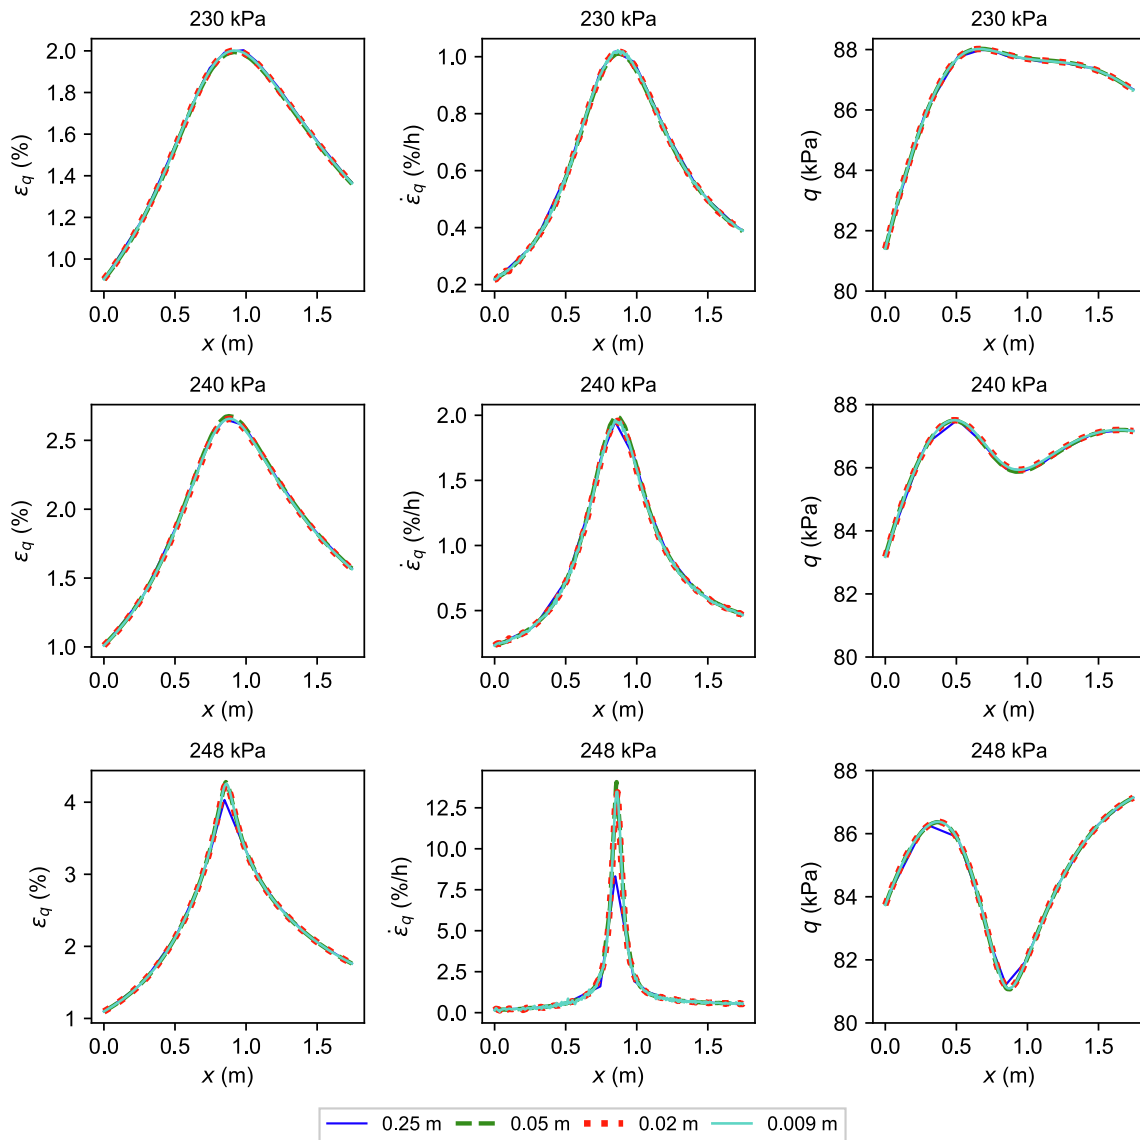 230 kPa 230 kPa 230 kPa
2.0 1.8 1.6 1.4 1.2 1.0
ε_q (%)
0.0 0.5 1.0 1.5
x (m)
1.0 0.8 0.6 0.4 0.2
ε̇_q (%/h)
0.0 0.5 1.0 1.5
x (m)
88 86 84 82 80
q (kPa)
0.0 0.5 1.0 1.5
x (m)
240 kPa 240 kPa 240 kPa
2.5 2.0 1.5 1.0
ε_q (%)
0.0 0.5 1.0 1.5
x (m)
2.0 1.5 1.0 0.5
ε̇_q (%/h)
0.0 0.5 1.0 1.5
x (m)
88 86 84 82 80
q (kPa)
0.0 0.5 1.0 1.5
x (m)
248 kPa 248 kPa 248 kPa
4 3 2 1
ε_q (%)
0.0 0.5 1.0 1.5
x (m)
12.5 10.0 7.5 5.0 2.5 0.0
ε̇_q (%/h)
0.0 0.5 1.0 1.5
x (m)
88 86 84 82 80
q (kPa)
0.0 0.5 1.0 1.5
x (m)
0.25 m 0.05 m 0.02 m 0.009 m